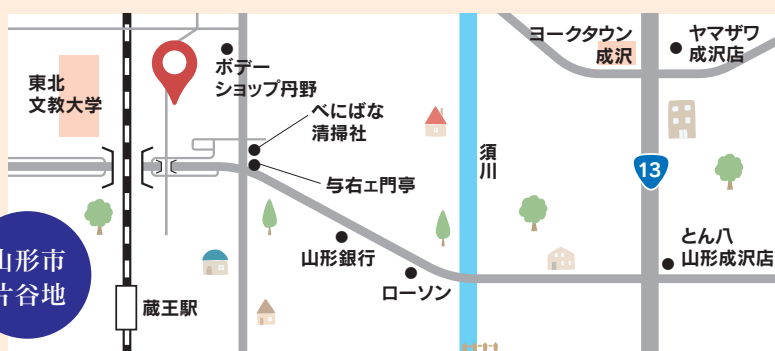 ヨークタウン
成沢
ヤマザワ
成沢店
ボデー
ショップ丹野
東北
文教大学
べにばな
清掃社
須川
13
与右ェ門亭
山形市
片谷地
山形銀行
とん八
山形成沢店
ローソン
蔵王駅